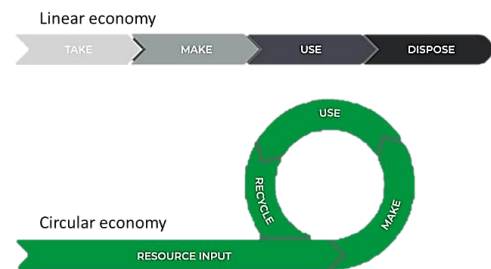 Linear economy
TAKE
MAKE
USE
DISPOSE
USE
RECYCLE
MAKE
Circular economy
RESOURCE INPUT